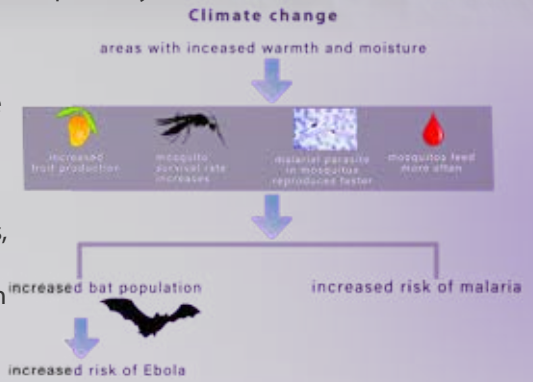 Climate change
areas with inceased warmth and moisture
increased
fruit production
mosquito
survival rate
increases
malarial parasite
in mosquitos
reproduces faster
mosquitos feed
more often
increased bat population
increased risk of malaria
increased risk of Ebola